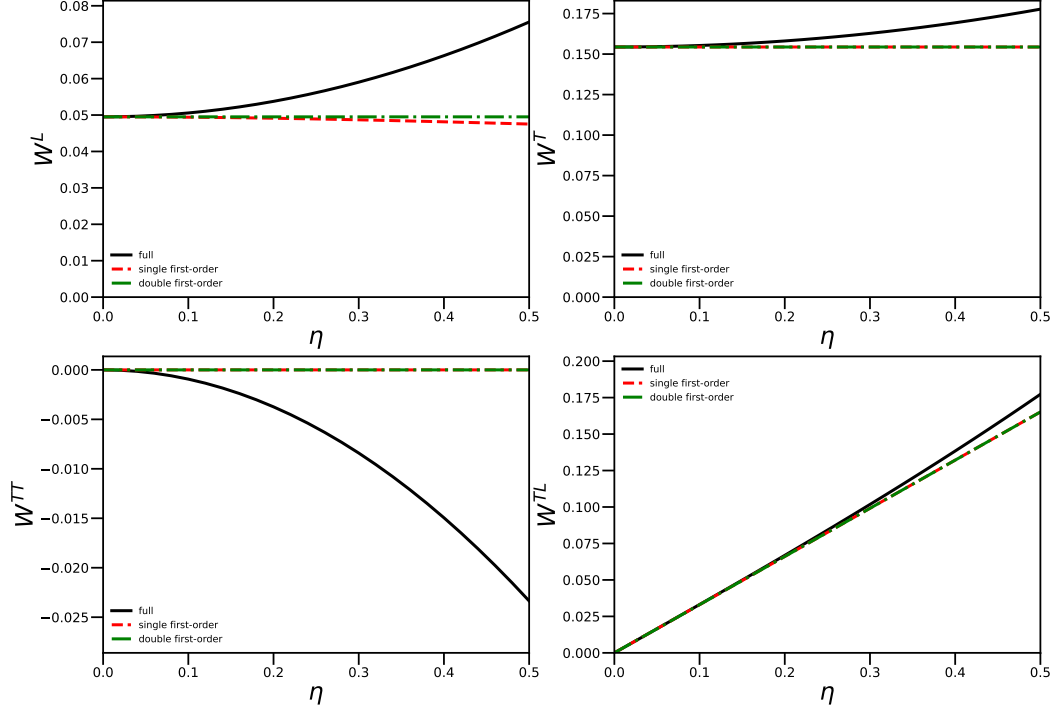 0.08
0.07
0.06
0.05
0.04
0.03
0.02
0.01
0.00
W^L
full
single first-order
double first-order
0.0 0.1 0.2 0.3 0.4 0.5
η
0.175
0.150
0.125
0.100
0.075
0.050
0.025
0.000
W^T
full
single first-order
double first-order
0.0 0.1 0.2 0.3 0.4 0.5
η
0.000
−0.005
−0.010
−0.015
−0.020
−0.025
W^{TT}
full
single first-order
double first-order
0.0 0.1 0.2 0.3 0.4 0.5
η
0.200
0.175
0.150
0.125
0.100
0.075
0.050
0.025
0.000
W^{TL}
full
single first-order
double first-order
0.0 0.1 0.2 0.3 0.4 0.5
η